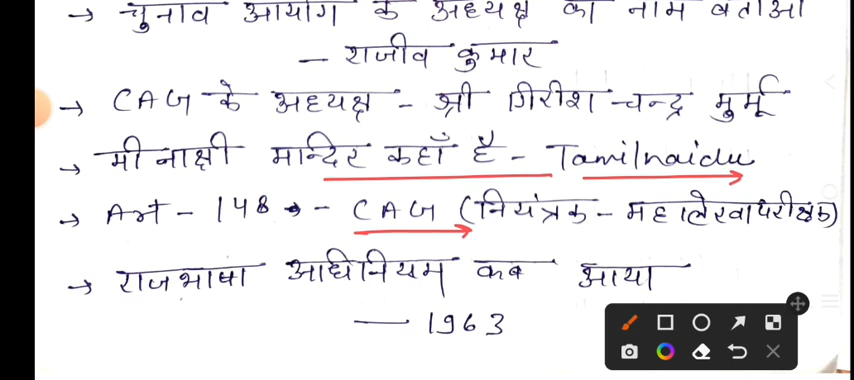 → चुनाव आयोग के अध्यक्ष का नाम बताओ
— राजीव कुमार
→ CAG के अध्यक्ष - श्री गिरीश चन्द्र मुर्मू
→ मीनाक्षी मन्दिर कहाँ है - Tamilnaidu
→ Art - 148 → - CAG (नियंत्रक - महालेखापरीक्षक)
→ राजभाषा अधिनियम कब आया
— 1963